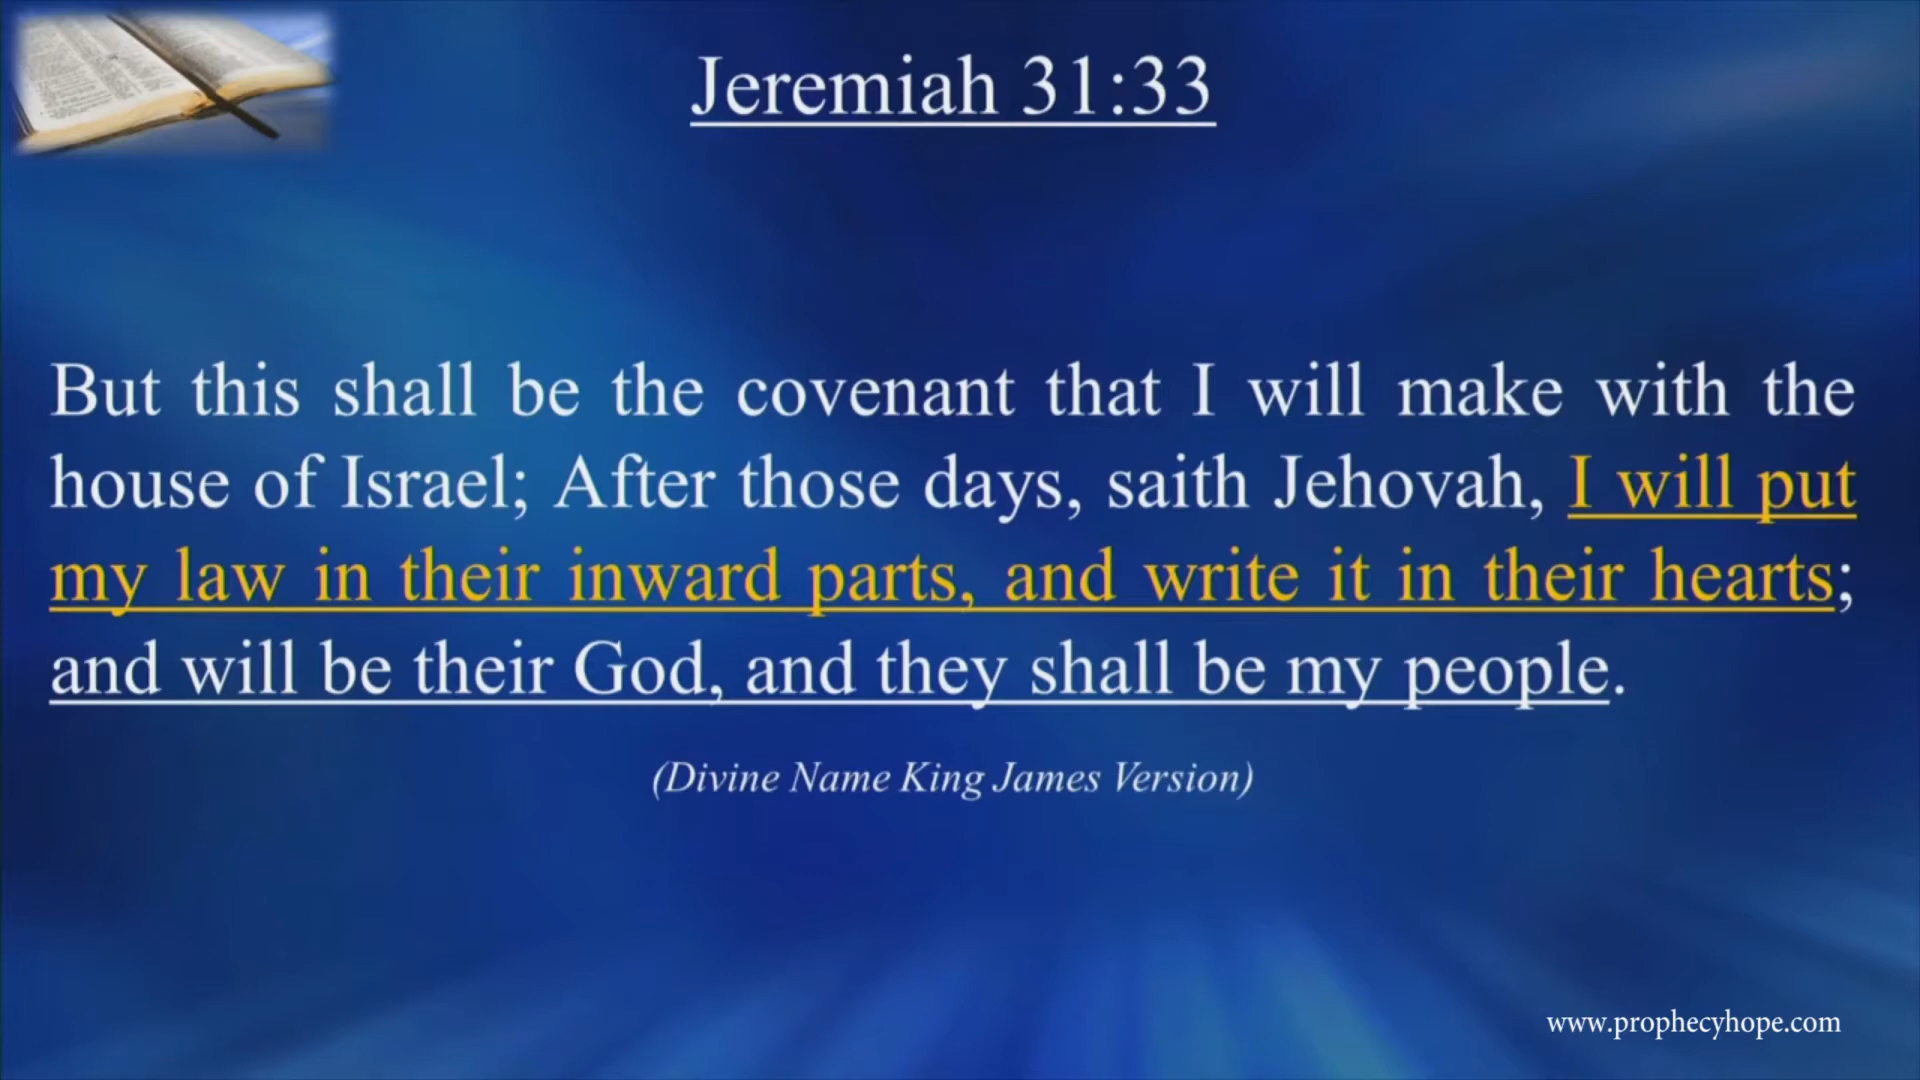 Jeremiah 31:33
But this shall be the covenant that I will make with the
house of Israel; After those days, saith Jehovah, I will put
my law in their inward parts, and write it in their hearts;
and will be their God, and they shall be my people.
(Divine Name King James Version)
www.prophecyhope.com